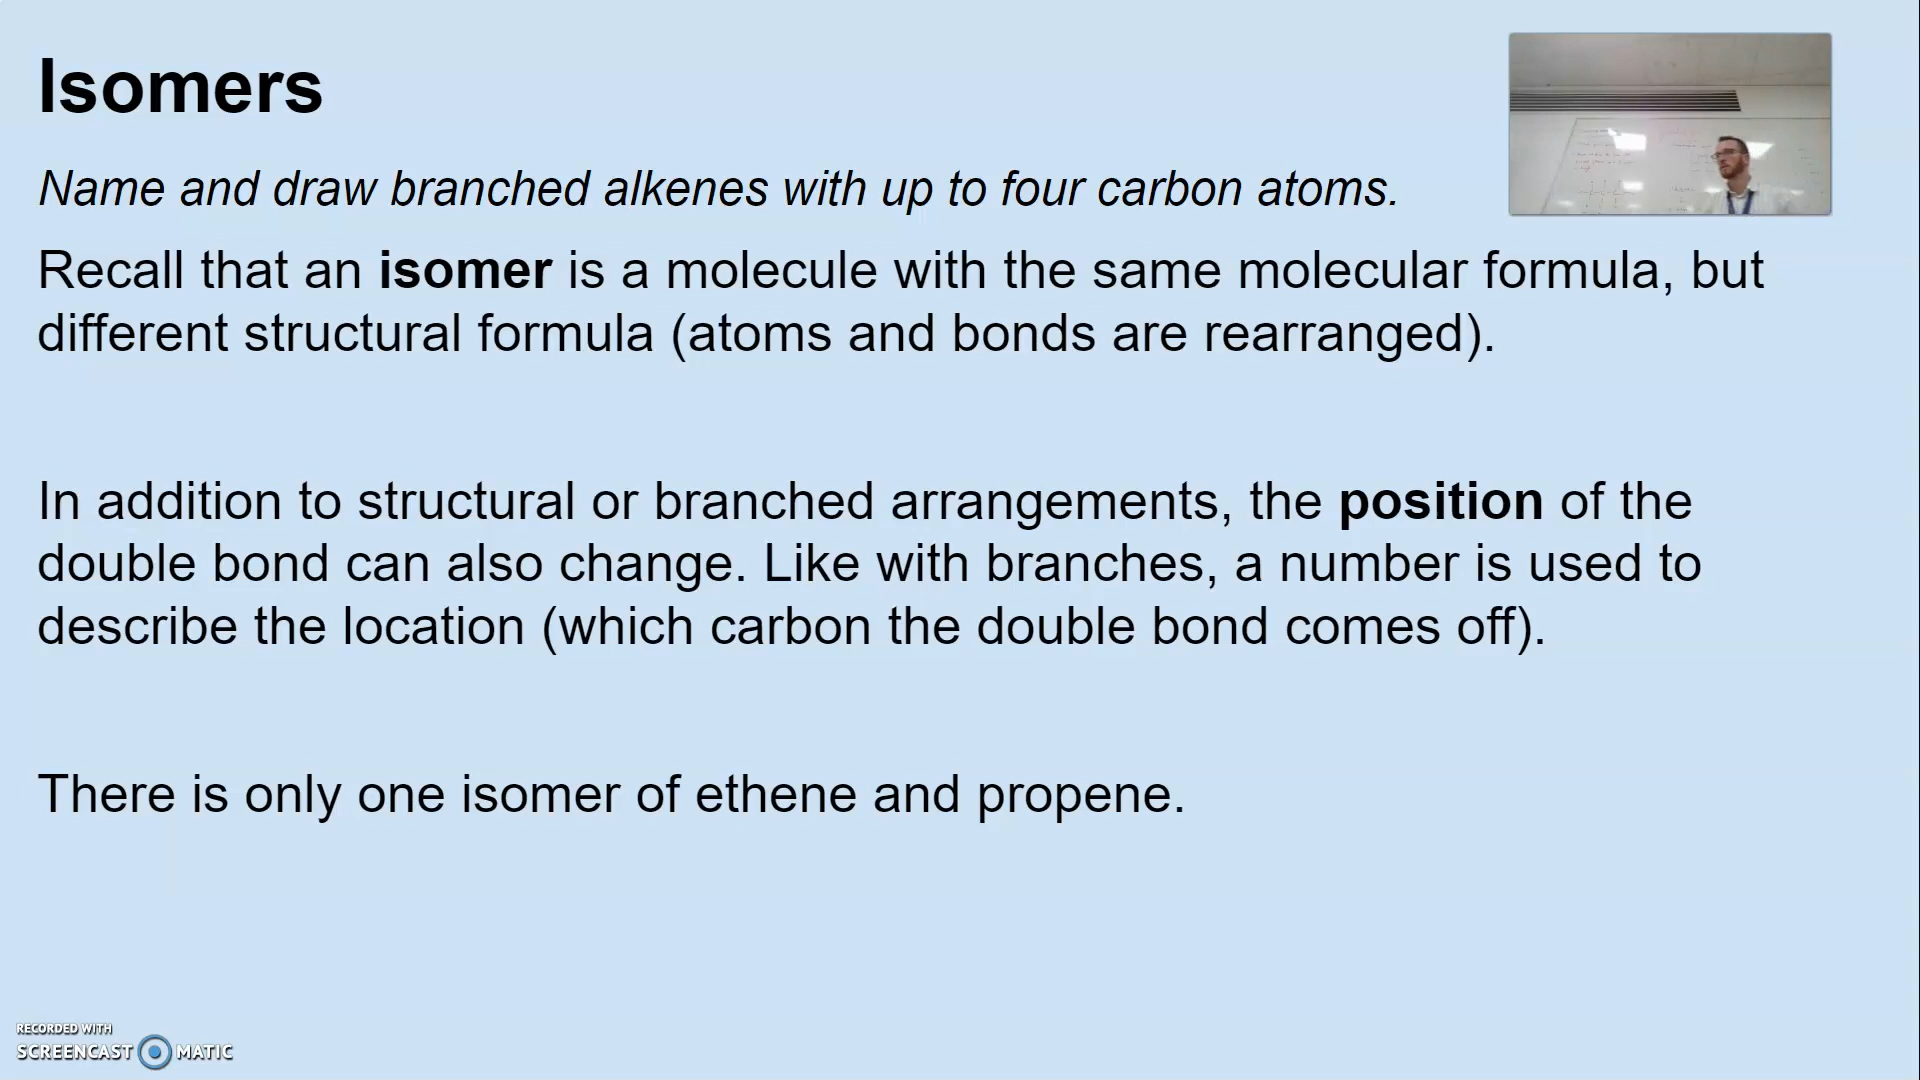 Isomers
Name and draw branched alkenes with up to four carbon atoms.
Recall that an isomer is a molecule with the same molecular formula, but
different structural formula (atoms and bonds are rearranged).
In addition to structural or branched arrangements, the position of the
double bond can also change. Like with branches, a number is used to
describe the location (which carbon the double bond comes off).
There is only one isomer of ethene and propene.
RECORDED WITH
SCREENCAST MATIC